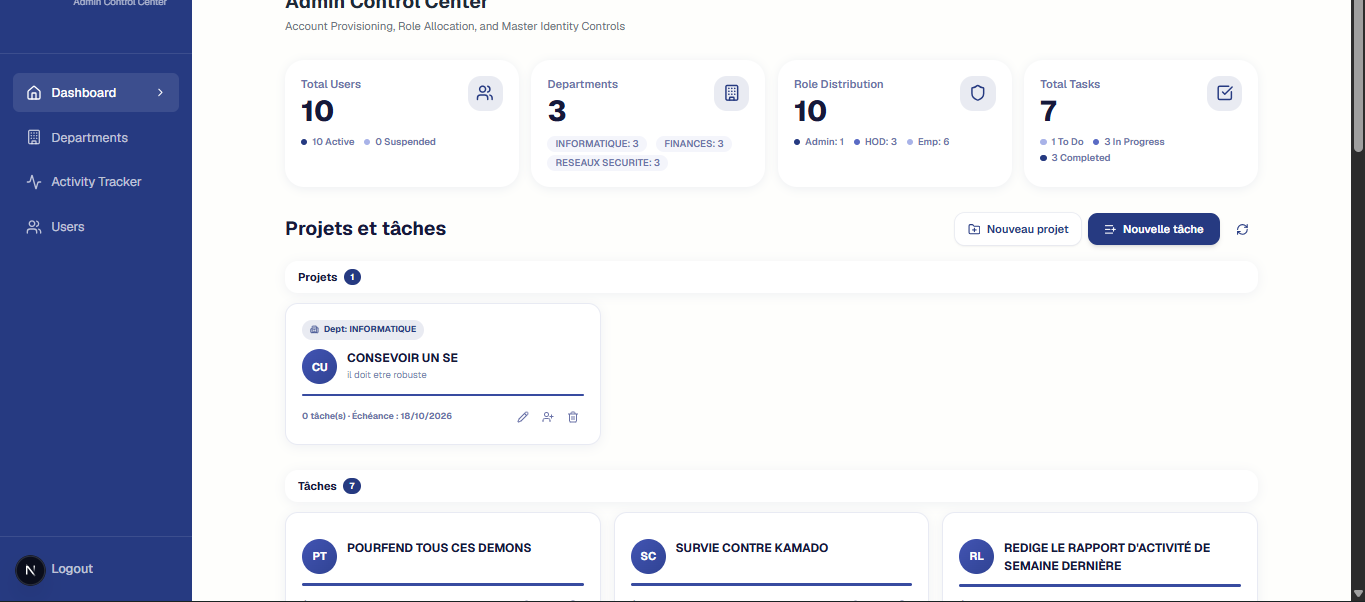 Admin Control Center
Admin Control Center
Account Provisioning, Role Allocation, and Master Identity Controls
Dashboard
Departments
Activity Tracker
Users
N Logout
Total Users
10
10 Active 0 Suspended
Departments
3
INFORMATIQUE: 3 FINANCES: 3
RESEAUX SECURITE: 3
Role Distribution
10
Admin: 1 HOD: 3 Emp: 6
Total Tasks
7
1 To Do 3 In Progress
3 Completed
Projets et tâches
Nouveau projet
Nouvelle tâche
Projets 1
Dept: INFORMATIQUE
CU CONSEVOIR UN SE
il doit etre robuste
0 tâche(s) · Échéance : 18/10/2026
Tâches 7
PT POURFEND TOUS CES DEMONS
SC SURVIE CONTRE KAMADO
RL REDIGE LE RAPPORT D'ACTIVITÉ DE
SEMAINE DERNIÈRE